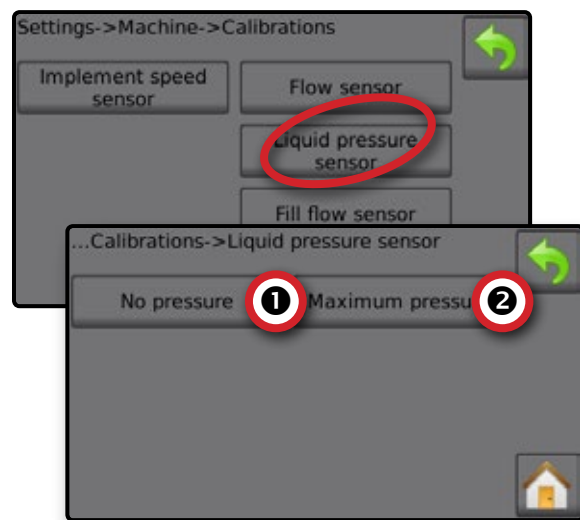 Settings->Machine->Calibrations
Implement speed
sensor
Flow sensor
Liquid pressure
sensor
Fill flow sensor
...Calibrations->Liquid pressure sensor
No pressure
1
Maximum pressu
2